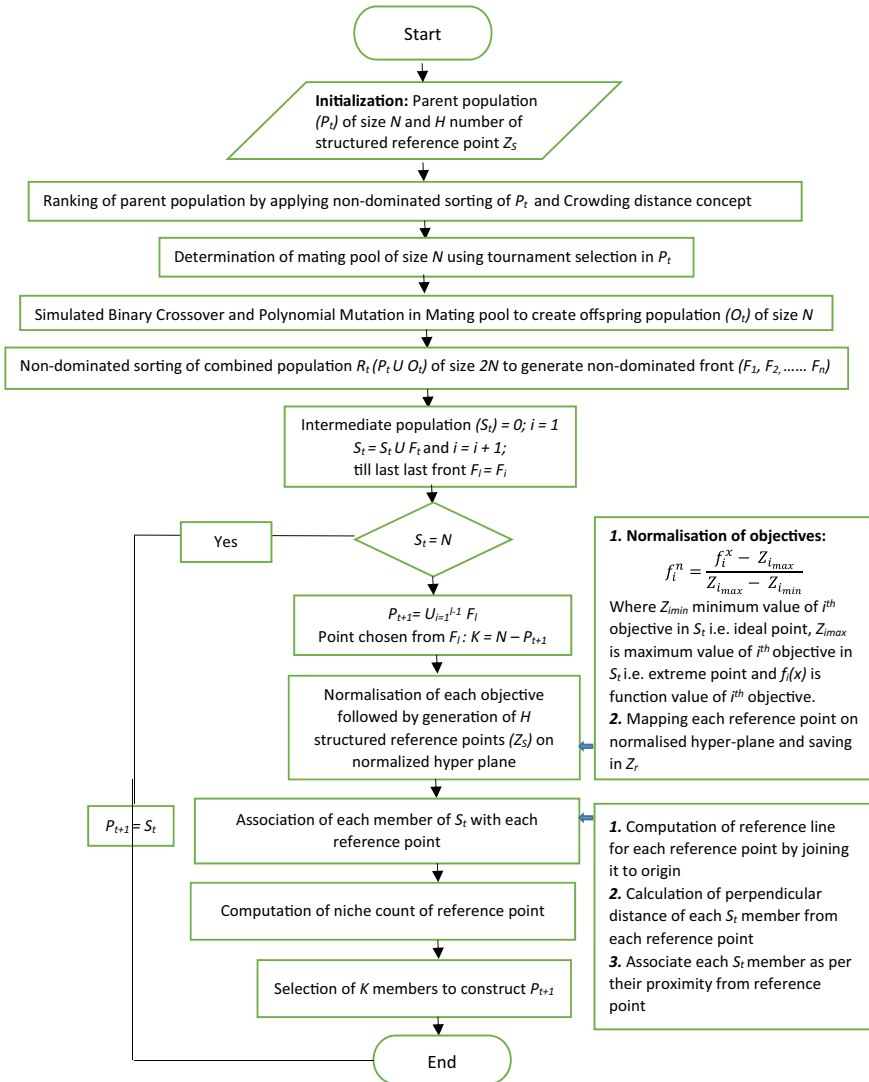 Start
Initialization: Parent population
(Pt) of size N and H number of
structured reference point ZS
Ranking of parent population by applying non-dominated sorting of Pt and Crowding distance concept
Determination of mating pool of size N using tournament selection in Pt
Simulated Binary Crossover and Polynomial Mutation in Mating pool to create offspring population (Ot) of size N
Non-dominated sorting of combined population Rt (Pt U Ot) of size 2N to generate non-dominated front (F1, F2, ...... Fn)
Intermediate population (St) = 0; i = 1
St = St U Ft and i = i + 1;
till last last front Fl = Fi
Yes
St = N
Pt+1 = Ui=1^l-1 Fl
Point chosen from Fl : K = N – Pt+1
Normalisation of each objective
followed by generation of H
structured reference points (ZS) on
normalized hyper plane
Pt+1 = St
Association of each member of St with each
reference point
Computation of niche count of reference point
Selection of K members to construct Pt+1
End
1. Normalisation of objectives:
fi^n = (fi^x − Zimax) / (Zimax − Zimin)
Where Zimin minimum value of ith
objective in St i.e. ideal point, Zimax
is maximum value of ith objective in
St i.e. extreme point and fi(x) is
function value of ith objective.
2. Mapping each reference point on
normalised hyper-plane and saving
in Zr
1. Computation of reference line
for each reference point by joining
it to origin
2. Calculation of perpendicular
distance of each St member from
each reference point
3. Associate each St member as per
their proximity from reference
point